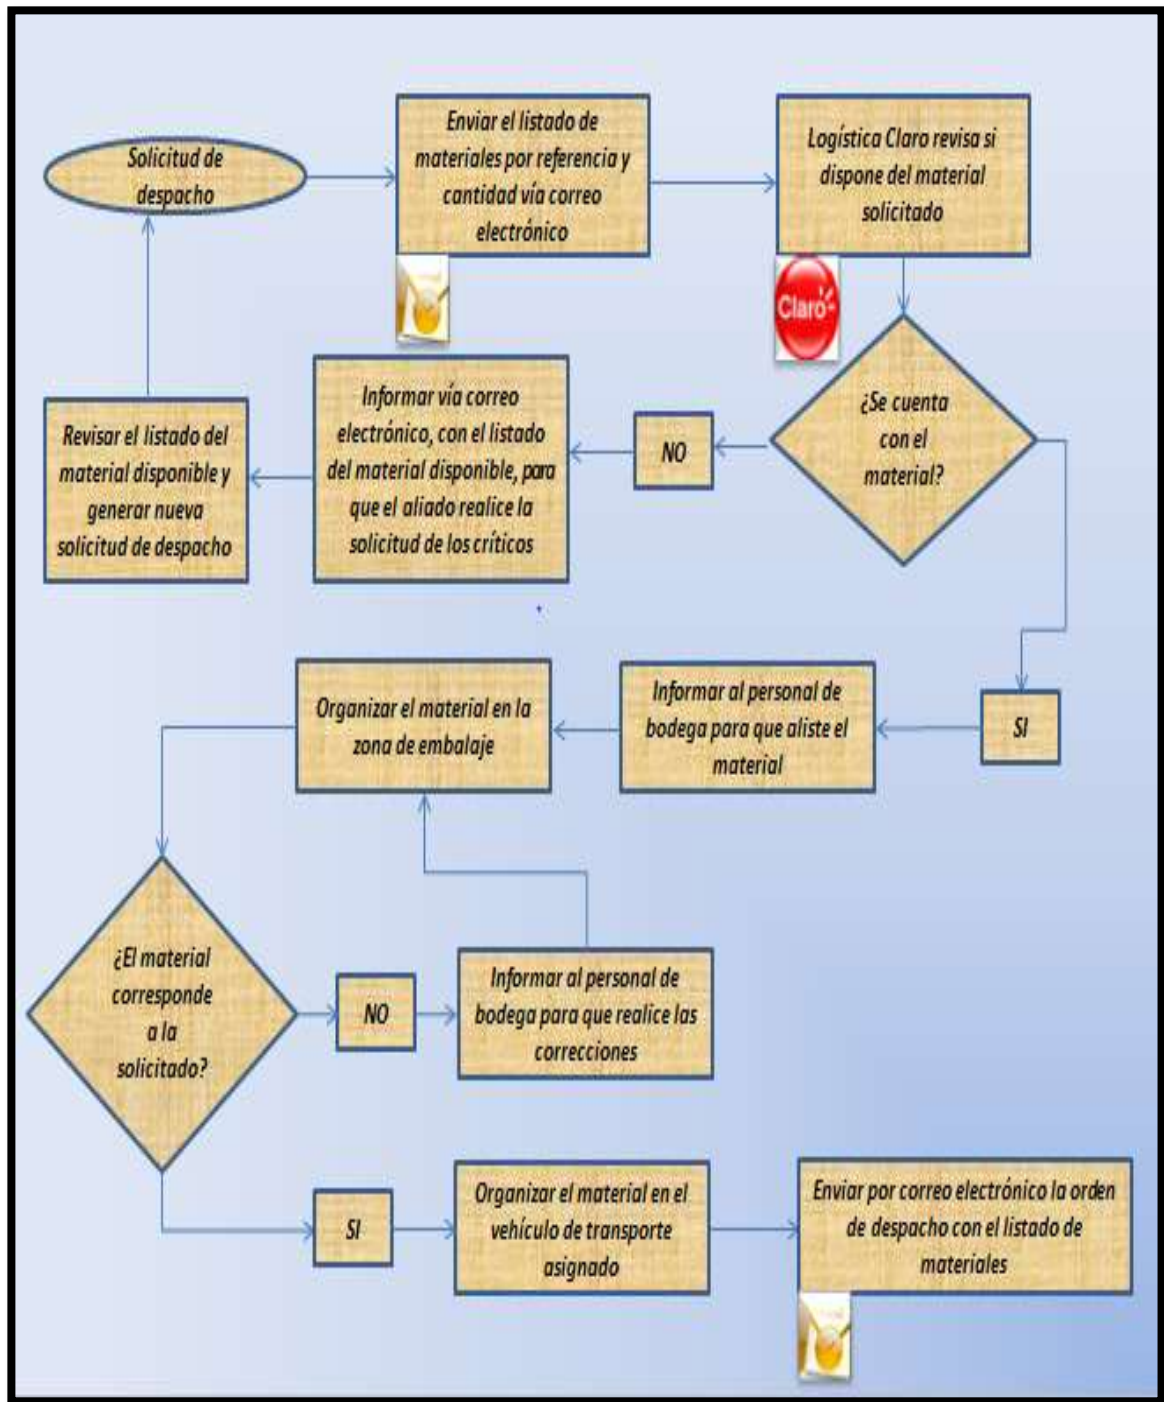 Solicitud de
despacho
Enviar el listado de
materiales por referencia y
cantidad vía correo
electrónico
Logística Claro revisa si
dispone del material
solicitado
Claro
¿Se cuenta
con el
material?
NO
Informar vía correo
electrónico, con el listado
del material disponible, para
que el aliado realice la
solicitud de los críticos
Revisar el listado del
material disponible y
generar nueva
solicitud de despacho
SI
Informar al personal de
bodega para que aliste el
material
Organizar el material en la
zona de embalaje
¿El material
corresponde
a la
solicitado?
NO
Informar al personal de
bodega para que realice las
correcciones
SI
Organizar el material en el
vehículo de transporte
asignado
Enviar por correo electrónico la orden
de despacho con el listado de
materiales